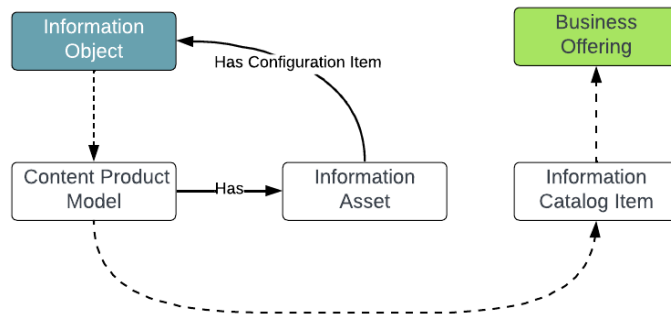 Information
Object
Business
Offering
Has Configuration Item
Content Product
Model
Has
Information
Asset
Information
Catalog Item